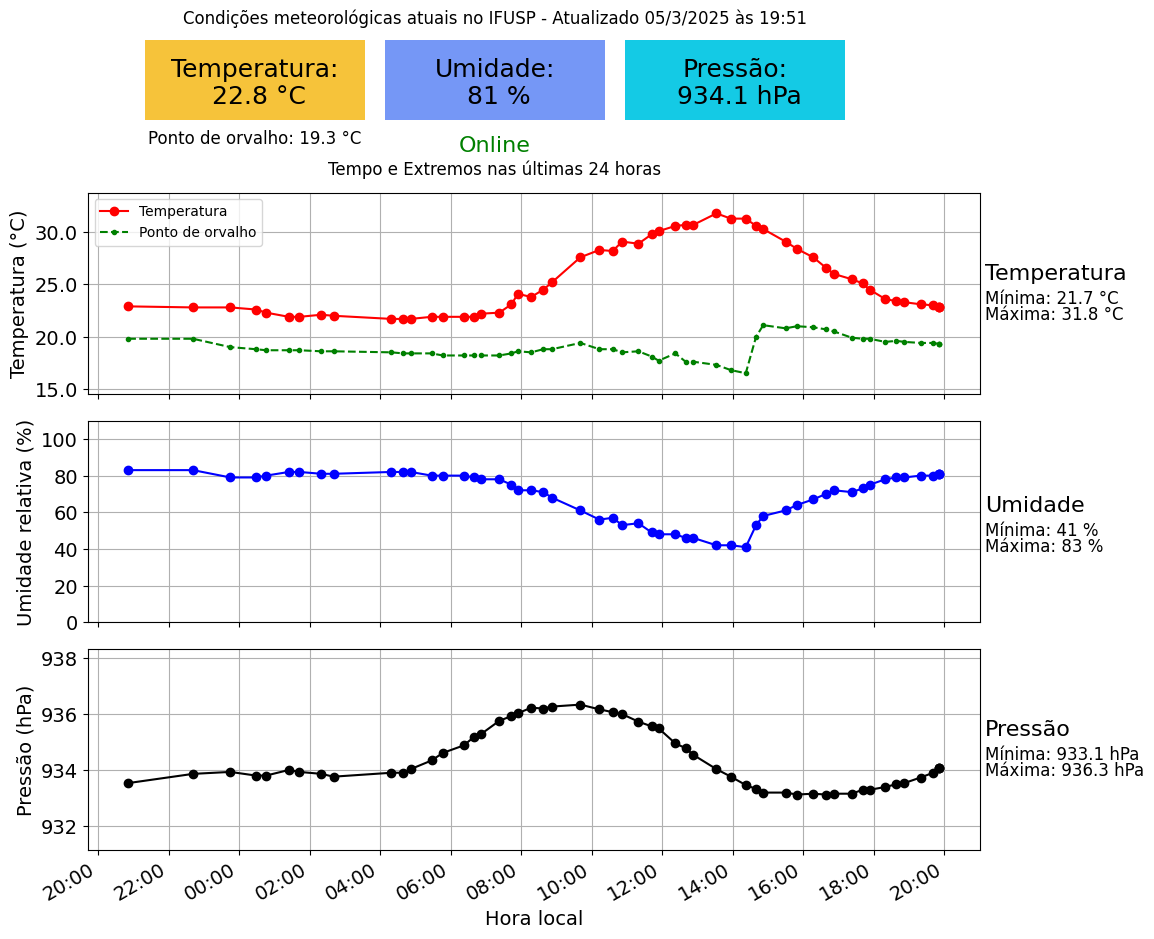 Condições meteorológicas atuais no IFUSP - Atualizado 05/3/2025 às 19:51
Temperatura:
22.8 °C
Umidade:
81 %
Pressão:
934.1 hPa
Ponto de orvalho: 19.3 °C
Online
Tempo e Extremos nas últimas 24 horas
Temperatura (°C)
30.0
25.0
20.0
15.0
Temperatura
Ponto de orvalho
Temperatura
Mínima: 21.7 °C
Máxima: 31.8 °C
Umidade relativa (%)
100
80
60
40
20
0
Umidade
Mínima: 41 %
Máxima: 83 %
Pressão (hPa)
938
936
934
932
Pressão
Mínima: 933.1 hPa
Máxima: 936.3 hPa
20:00 22:00 00:00 02:00 04:00 06:00 08:00 10:00 12:00 14:00 16:00 18:00 20:00
Hora local